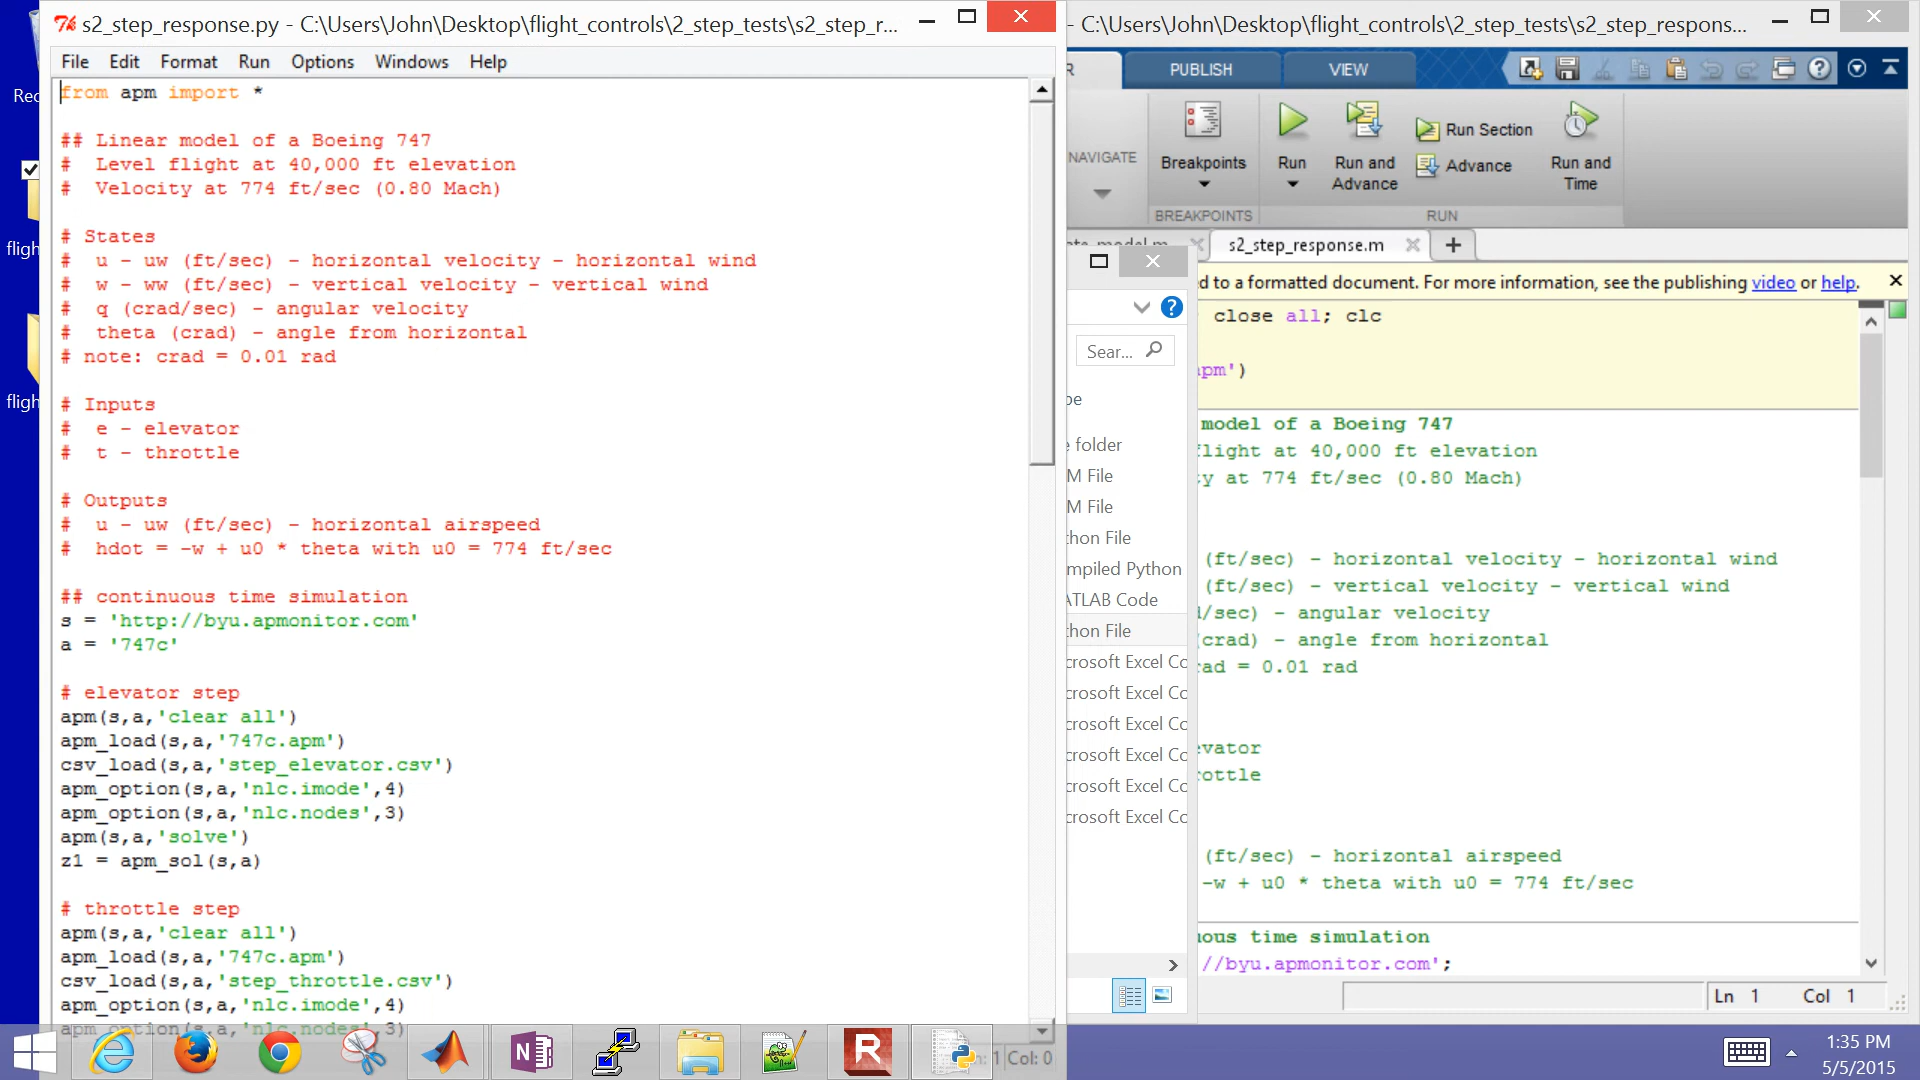 s2_step_response.py - C:\Users\John\Desktop\flight_controls\2_step_tests\s2_step_r...
File Edit Format Run Options Windows Help
from apm import *
## Linear model of a Boeing 747
#  Level flight at 40,000 ft elevation
#  Velocity at 774 ft/sec (0.80 Mach)
# States
#  u - uw (ft/sec) - horizontal velocity - horizontal wind
#  w - ww (ft/sec) - vertical velocity - vertical wind
#  q (crad/sec) - angular velocity
#  theta (crad) - angle from horizontal
# note: crad = 0.01 rad
# Inputs
#  e - elevator
#  t - throttle
# Outputs
#  u - uw (ft/sec) - horizontal airspeed
#  hdot = -w + u0 * theta with u0 = 774 ft/sec
## continuous time simulation
s = 'http://byu.apmonitor.com'
a = '747c'
# elevator step
apm(s,a,'clear all')
apm_load(s,a,'747c.apm')
csv_load(s,a,'step_elevator.csv')
apm_option(s,a,'nlc.imode',4)
apm_option(s,a,'nlc.nodes',3)
apm(s,a,'solve')
z1 = apm_sol(s,a)
# throttle step
apm(s,a,'clear all')
apm_load(s,a,'747c.apm')
csv_load(s,a,'step_throttle.csv')
apm_option(s,a,'nlc.imode',4)
apm_option(s,a,'nlc.nodes',3)
1 Col: 0
Rec
fligh
fligh
- C:\Users\John\Desktop\flight_controls\2_step_tests\s2_step_respons...
R PUBLISH VIEW
NAVIGATE
Breakpoints
BREAKPOINTS
Run
Run and Advance
Run Section
Advance
Run and Time
RUN
s2_step_response.m
d to a formatted document. For more information, see the publishing video or help.
close all; clc
apm')
model of a Boeing 747
flight at 40,000 ft elevation
y at 774 ft/sec (0.80 Mach)
(ft/sec) - horizontal velocity - horizontal wind
(ft/sec) - vertical velocity - vertical wind
/sec) - angular velocity
crad) - angle from horizontal
rad = 0.01 rad
evator
rottle
(ft/sec) - horizontal airspeed
-w + u0 * theta with u0 = 774 ft/sec
ous time simulation
//byu.apmonitor.com';
Ln 1 Col 1
Sear...
pe
e folder
M File
M File
thon File
mpiled Python
ATLAB Code
thon File
crosoft Excel Co
crosoft Excel Co
crosoft Excel Co
crosoft Excel Co
crosoft Excel Co
crosoft Excel Co
N
R
1:35 PM
5/5/2015